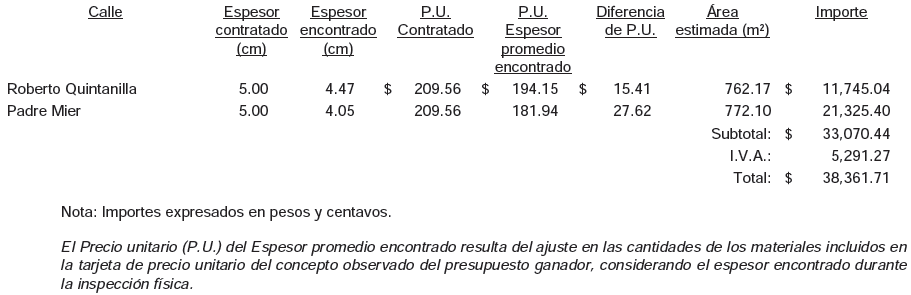 Calle Espesor contratado (cm) Espesor encontrado (cm) P.U. Contratado P.U. Espesor promedio encontrado Diferencia de P.U. Área estimada (m²) Importe
Roberto Quintanilla 5.00 4.47 $ 209.56 $ 194.15 $ 15.41 762.17 $ 11,745.04
Padre Mier 5.00 4.05 209.56 181.94 27.62 772.10 21,325.40
Subtotal: $ 33,070.44
I.V.A.: 5,291.27
Total: $ 38,361.71
Nota: Importes expresados en pesos y centavos.
El Precio unitario (P.U.) del Espesor promedio encontrado resulta del ajuste en las cantidades de los materiales incluidos en
la tarjeta de precio unitario del concepto observado del presupuesto ganador, considerando el espesor encontrado durante
la inspección física.